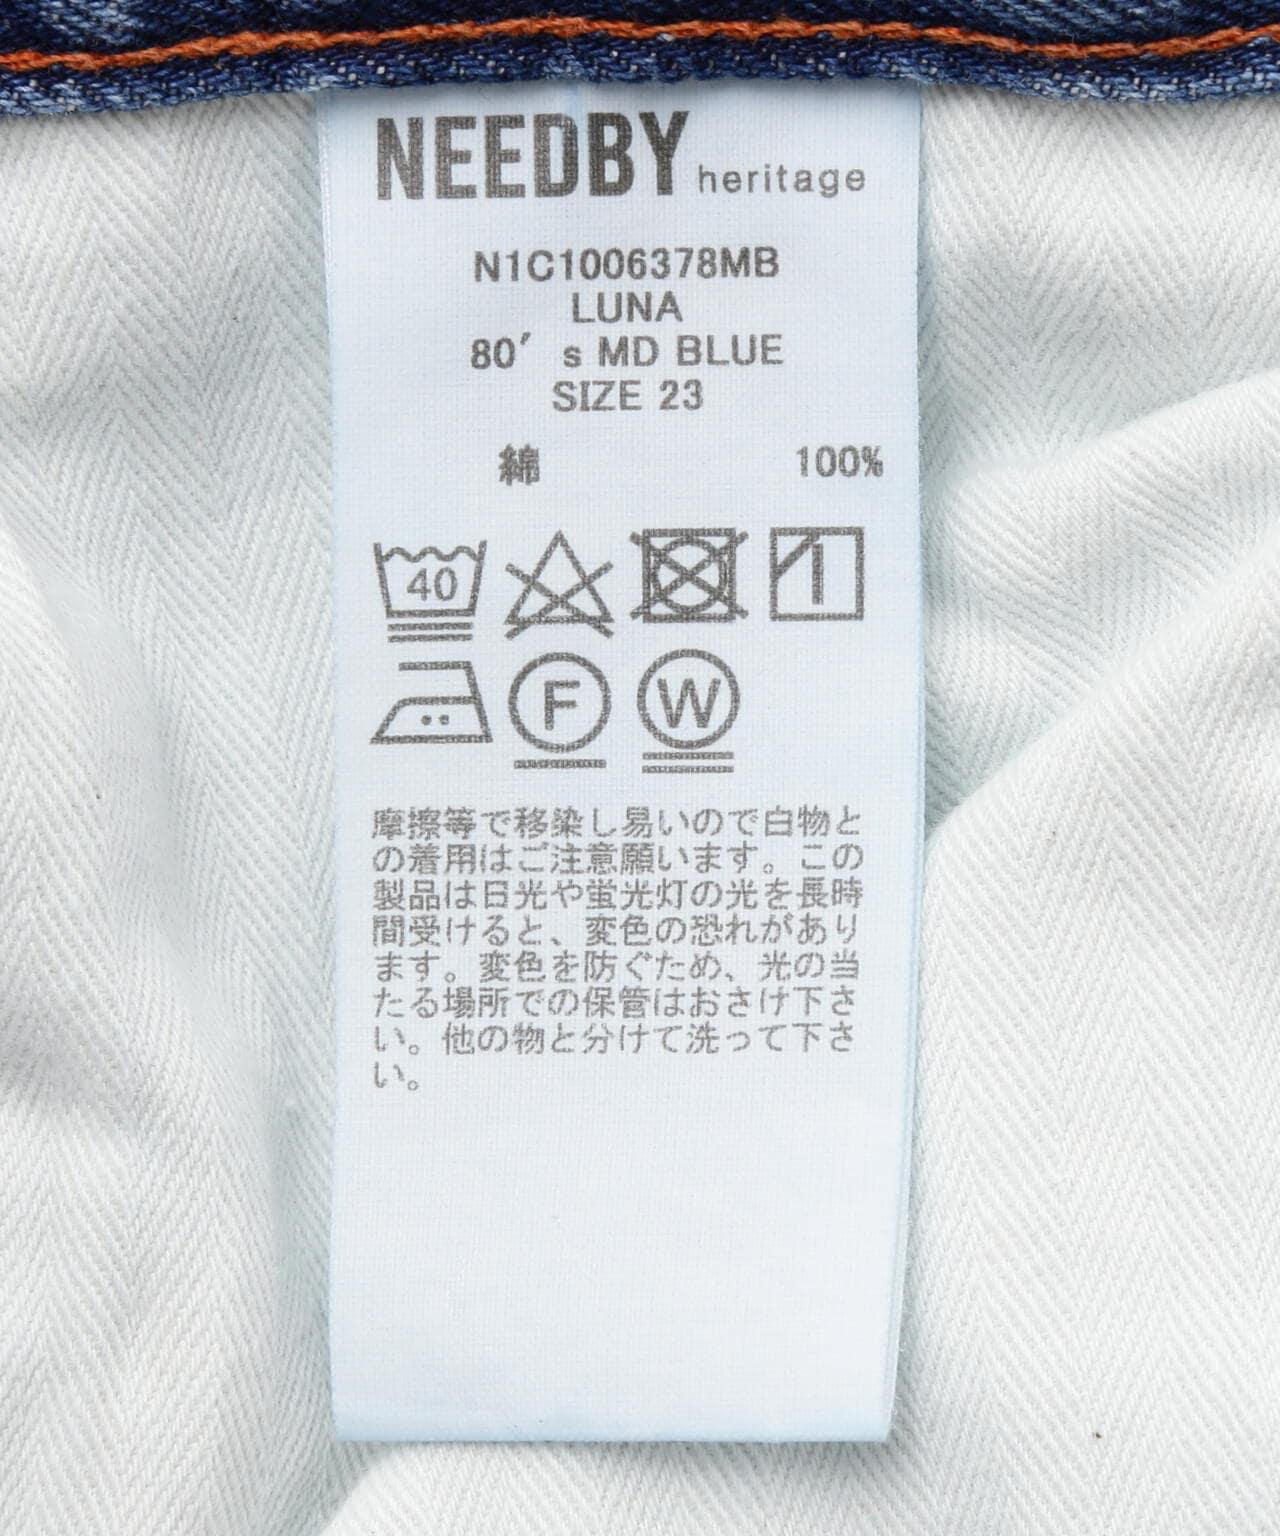 NEEDBY heritage
N1C1006378MB
LUNA
80's MD BLUE
SIZE 23
綿 100%
40
F W
摩擦等で移染し易いので白物と
の着用はご注意願います。この
製品は日光や蛍光灯の光を長時
間受けると、変色の恐れがあり
ます。変色を防ぐため、光の当
たる場所での保管はおさけ下さ
い。他の物と分けて洗って下さ
い。